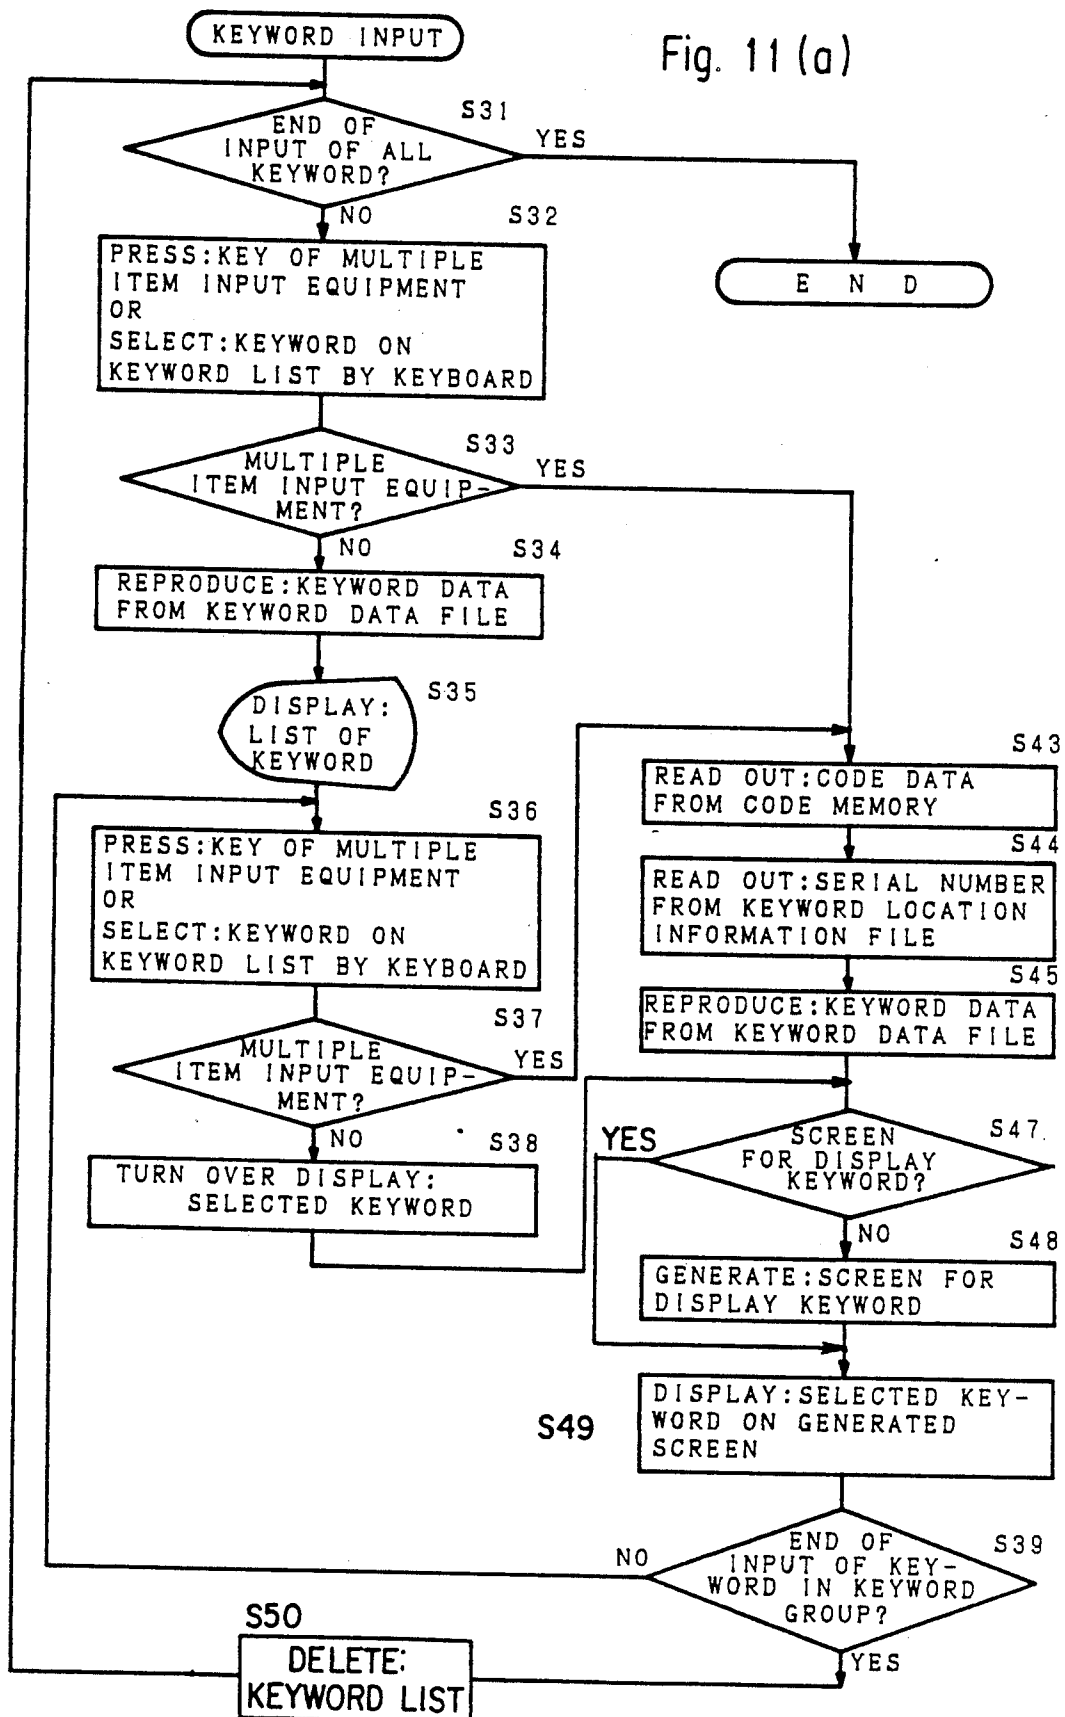 KEYWORD INPUT
Fig. 11 (a)
S31
END OF
INPUT OF ALL
KEYWORD?
YES
NO
E N D
S32
PRESS:KEY OF MULTIPLE
ITEM INPUT EQUIPMENT
OR
SELECT:KEYWORD ON
KEYWORD LIST BY KEYBOARD
S33
MULTIPLE
ITEM INPUT EQUIP-
MENT?
YES
NO
S34
REPRODUCE:KEYWORD DATA
FROM KEYWORD DATA FILE
S35
DISPLAY:
LIST OF
KEYWORD
S36
PRESS:KEY OF MULTIPLE
ITEM INPUT EQUIPMENT
OR
SELECT:KEYWORD ON
KEYWORD LIST BY KEYBOARD
S37
MULTIPLE
ITEM INPUT EQUIP-
MENT?
YES
NO
S38
TURN OVER DISPLAY:
SELECTED KEYWORD
S43
READ OUT:CODE DATA
FROM CODE MEMORY
S44
READ OUT:SERIAL NUMBER
FROM KEYWORD LOCATION
INFORMATION FILE
S45
REPRODUCE:KEYWORD DATA
FROM KEYWORD DATA FILE
S47
SCREEN
FOR DISPLAY
KEYWORD?
YES
NO
S48
GENERATE:SCREEN FOR
DISPLAY KEYWORD
S49
DISPLAY:SELECTED KEY-
WORD ON GENERATED
SCREEN
S39
END OF
INPUT OF KEY-
WORD IN KEYWORD
GROUP?
NO
YES
S50
DELETE:
KEYWORD LIST